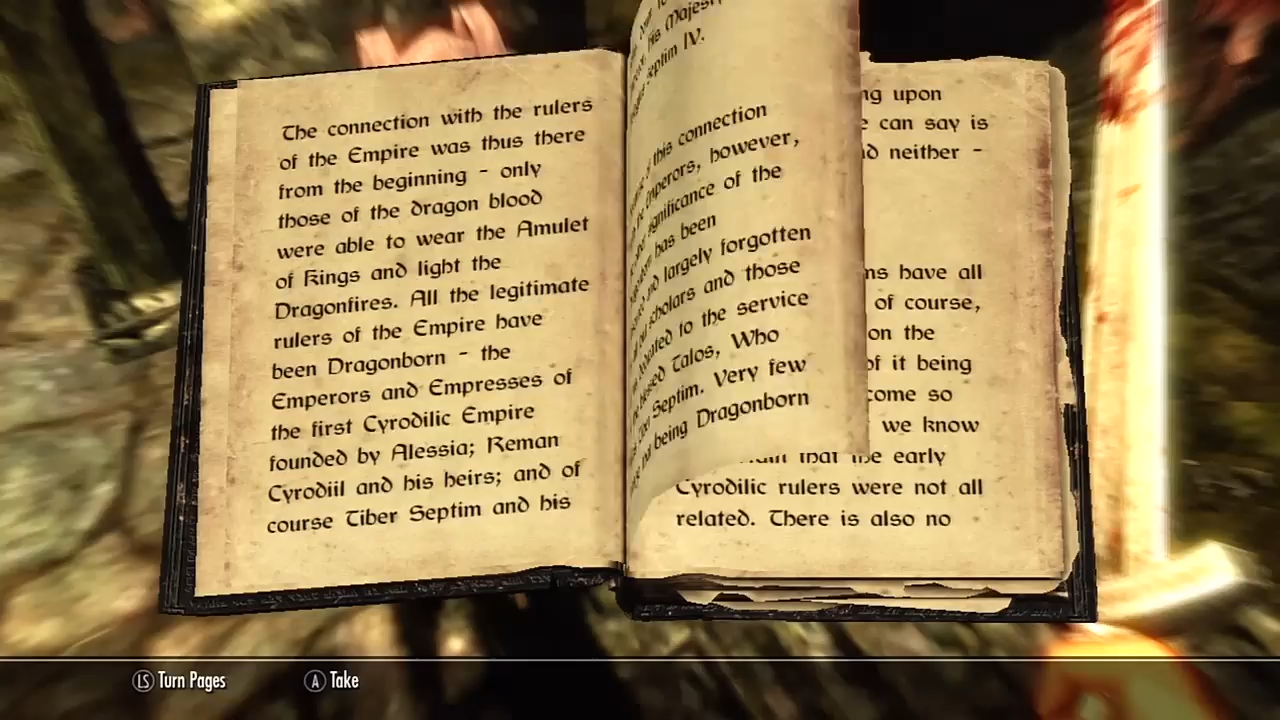 The connection with the rulers
of the Empire was thus there
from the beginning - only
those of the dragon blood
were able to wear the Amulet
of Kings and light the
Dragonfires. All the legitimate
rulers of the Empire have
been Dragonborn - the
Emperors and Empresses of
the first Cyrodilic Empire
founded by Alessia; Reman
Cyrodiil and his heirs; and of
course Tiber Septim and his
His Majesty
Septim IV.
this connection
Emperors, however,
significance of the
has been
and largely forgotten
scholars and those
to the service
Talos, Who
Septim. Very few
being Dragonborn
upon
can say is
neither -
have all
of course,
on the
of it being
so
we know
that the early
Cyrodilic rulers were not all
related. There is also no
LS Turn Pages
A Take